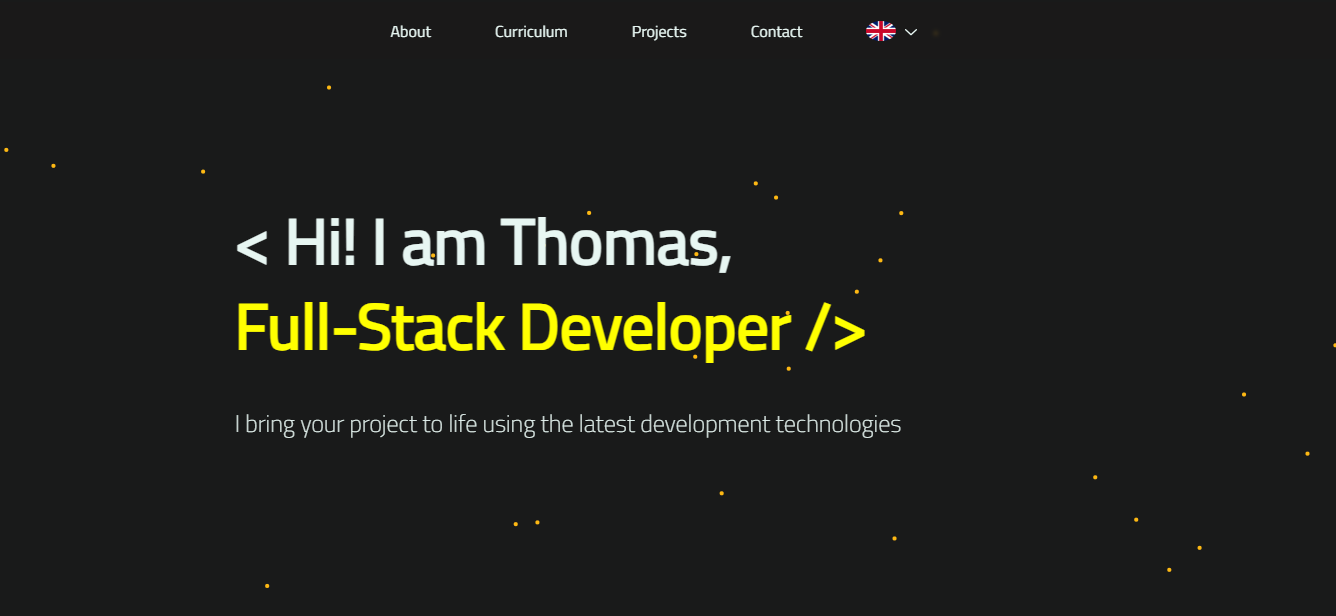 About Curriculum Projects Contact
< Hi! I am Thomas,
Full-Stack Developer />
I bring your project to life using the latest development technologies